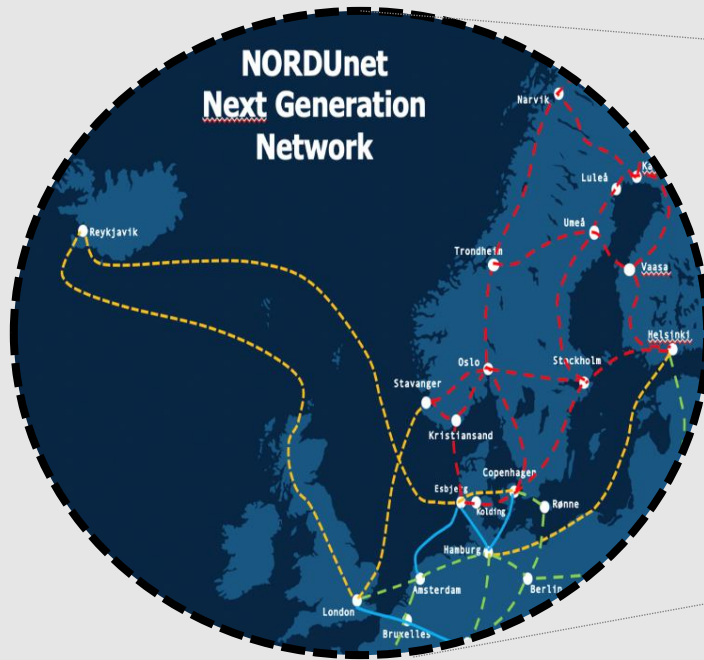 NORDUnet
Next Generation
Network
Narvik
Ka
Luleå
Reykjavik
Umeå
Trondheim
Vaasa
Helsinki
Oslo
Stockholm
Stavanger
Kristiansand
Copenhagen
Esbjerg
Kolding
Rønne
Hamburg
Amsterdam
Berlin
London
Bruxelles